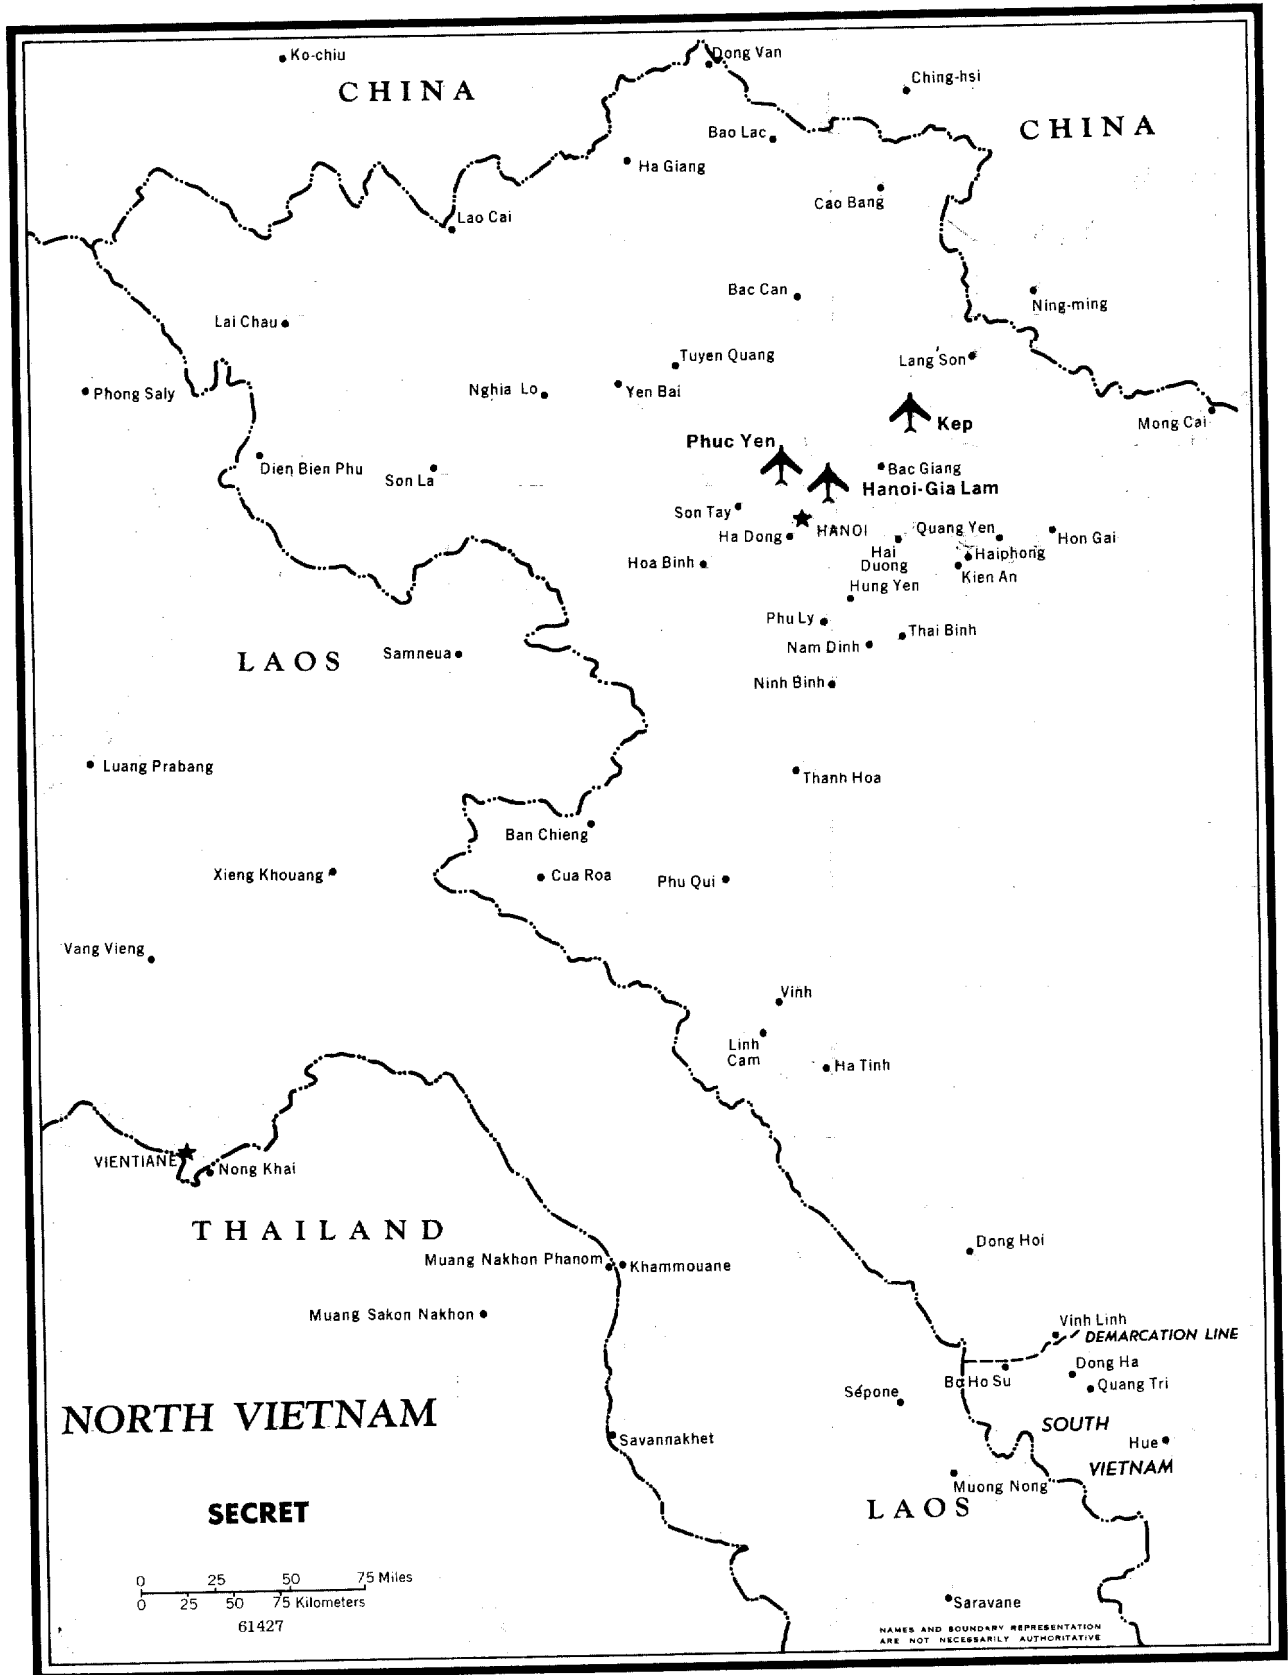 Ko-chiu
CHINA
Dong Van
Ching-hsi
CHINA
Bao Lac
Ha Giang
Cao Bang
Lao Cai
Bac Can
Ning-ming
Lai Chau
Tuyen Quang
Lang Son
Phong Saly
Nghia Lo
Yen Bai
Mong Cai
Kep
Phuc Yen
Dien Bien Phu
Son La
Bac Giang
Hanoi-Gia Lam
Son Tay
HANOI
Ha Dong
Quang Yen
Hon Gai
Hai
Duong
Haiphong
Hoa Binh
Kien An
Hung Yen
Phu Ly
Thai Binh
Nam Dinh
LAOS
Samneua
Ninh Binh
Luang Prabang
Thanh Hoa
Ban Chieng
Xieng Khouang
Cua Roa
Phu Qui
Vang Vieng
Vinh
Linh
Cam
Ha Tinh
VIENTIANE
Nong Khai
THAILAND
Dong Hoi
Muang Nakhon Phanom
Khammouane
Muang Sakon Nakhon
Vinh Linh
DEMARCATION LINE
Dong Ha
Bo Ho Su
Quang Tri
Sépone
NORTH VIETNAM
SOUTH
VIETNAM
Savannakhet
Hue
Muong Nong
LAOS
SECRET
0 25 50 75 Miles
0 25 50 75 Kilometers
61427
Saravane
NAMES AND BOUNDARY REPRESENTATION
ARE NOT NECESSARILY AUTHORITATIVE